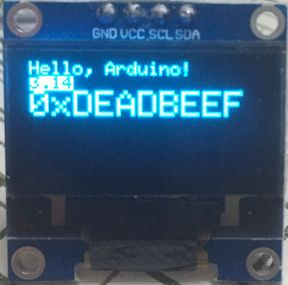 GND VCC SCL SDA
Hello, Arduino!
3.14
0xDEADBEEF